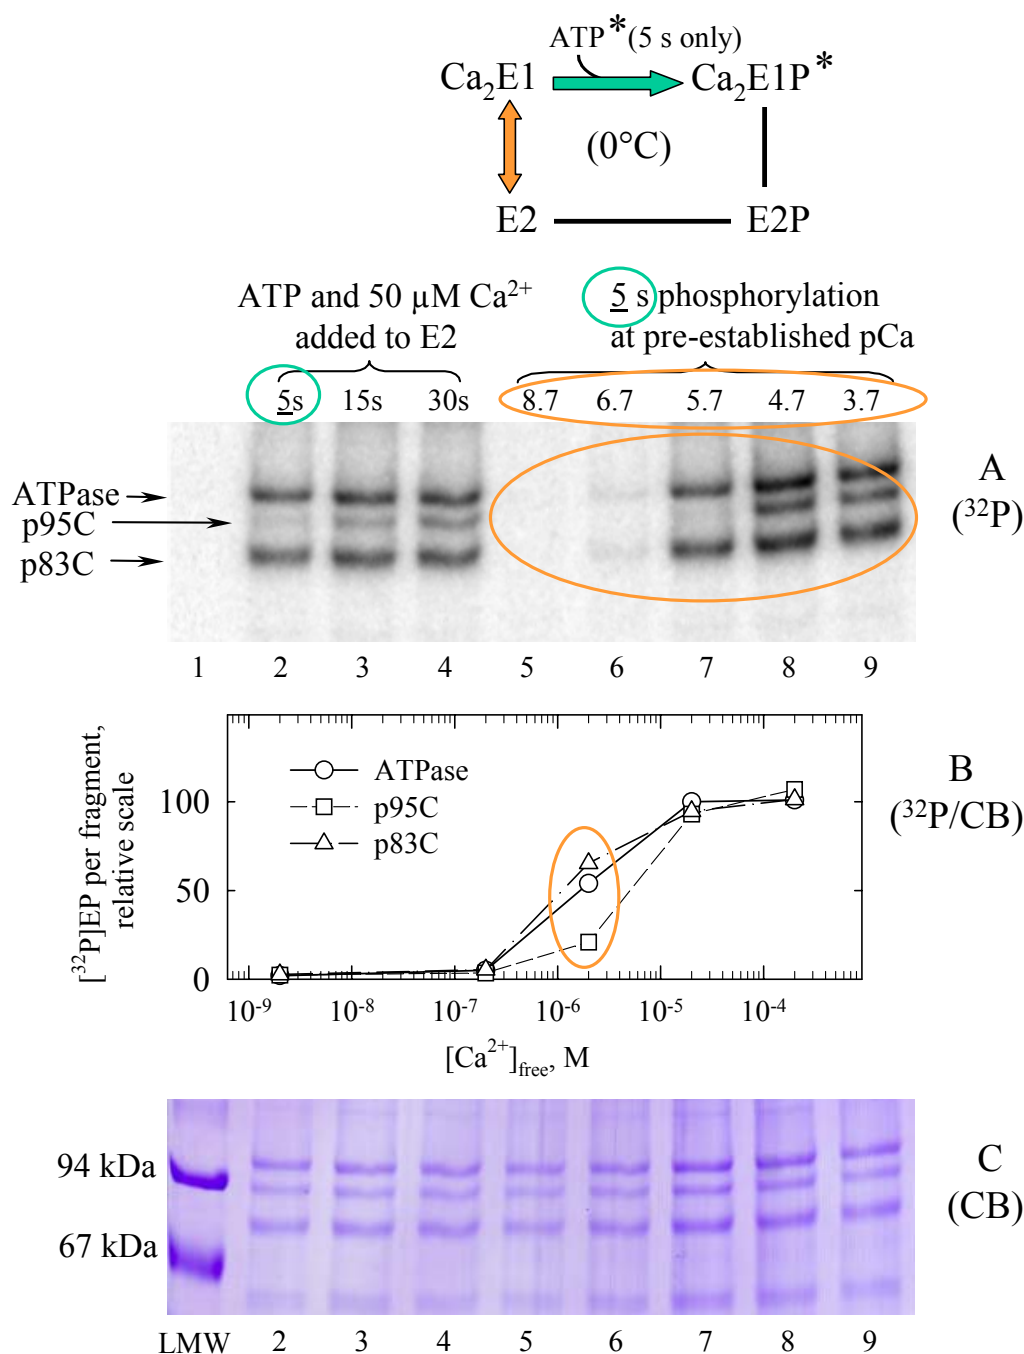 ATP*(5 s only)
Ca₂E1 Ca₂E1P*
(0°C)
E2 E2P
ATP and 50 µM Ca²⁺
added to E2
5 s phosphorylation
at pre-established pCa
5s 15s 30s 8.7 6.7 5.7 4.7 3.7
ATPase
p95C
p83C
A
(³²P)
1 2 3 4 5 6 7 8 9
[³²P]EP per fragment,
relative scale
100
50
0
ATPase
p95C
p83C
B
(³²P/CB)
10⁻⁹ 10⁻⁸ 10⁻⁷ 10⁻⁶ 10⁻⁵ 10⁻⁴
[Ca²⁺]free, M
94 kDa
67 kDa
C
(CB)
LMW 2 3 4 5 6 7 8 9